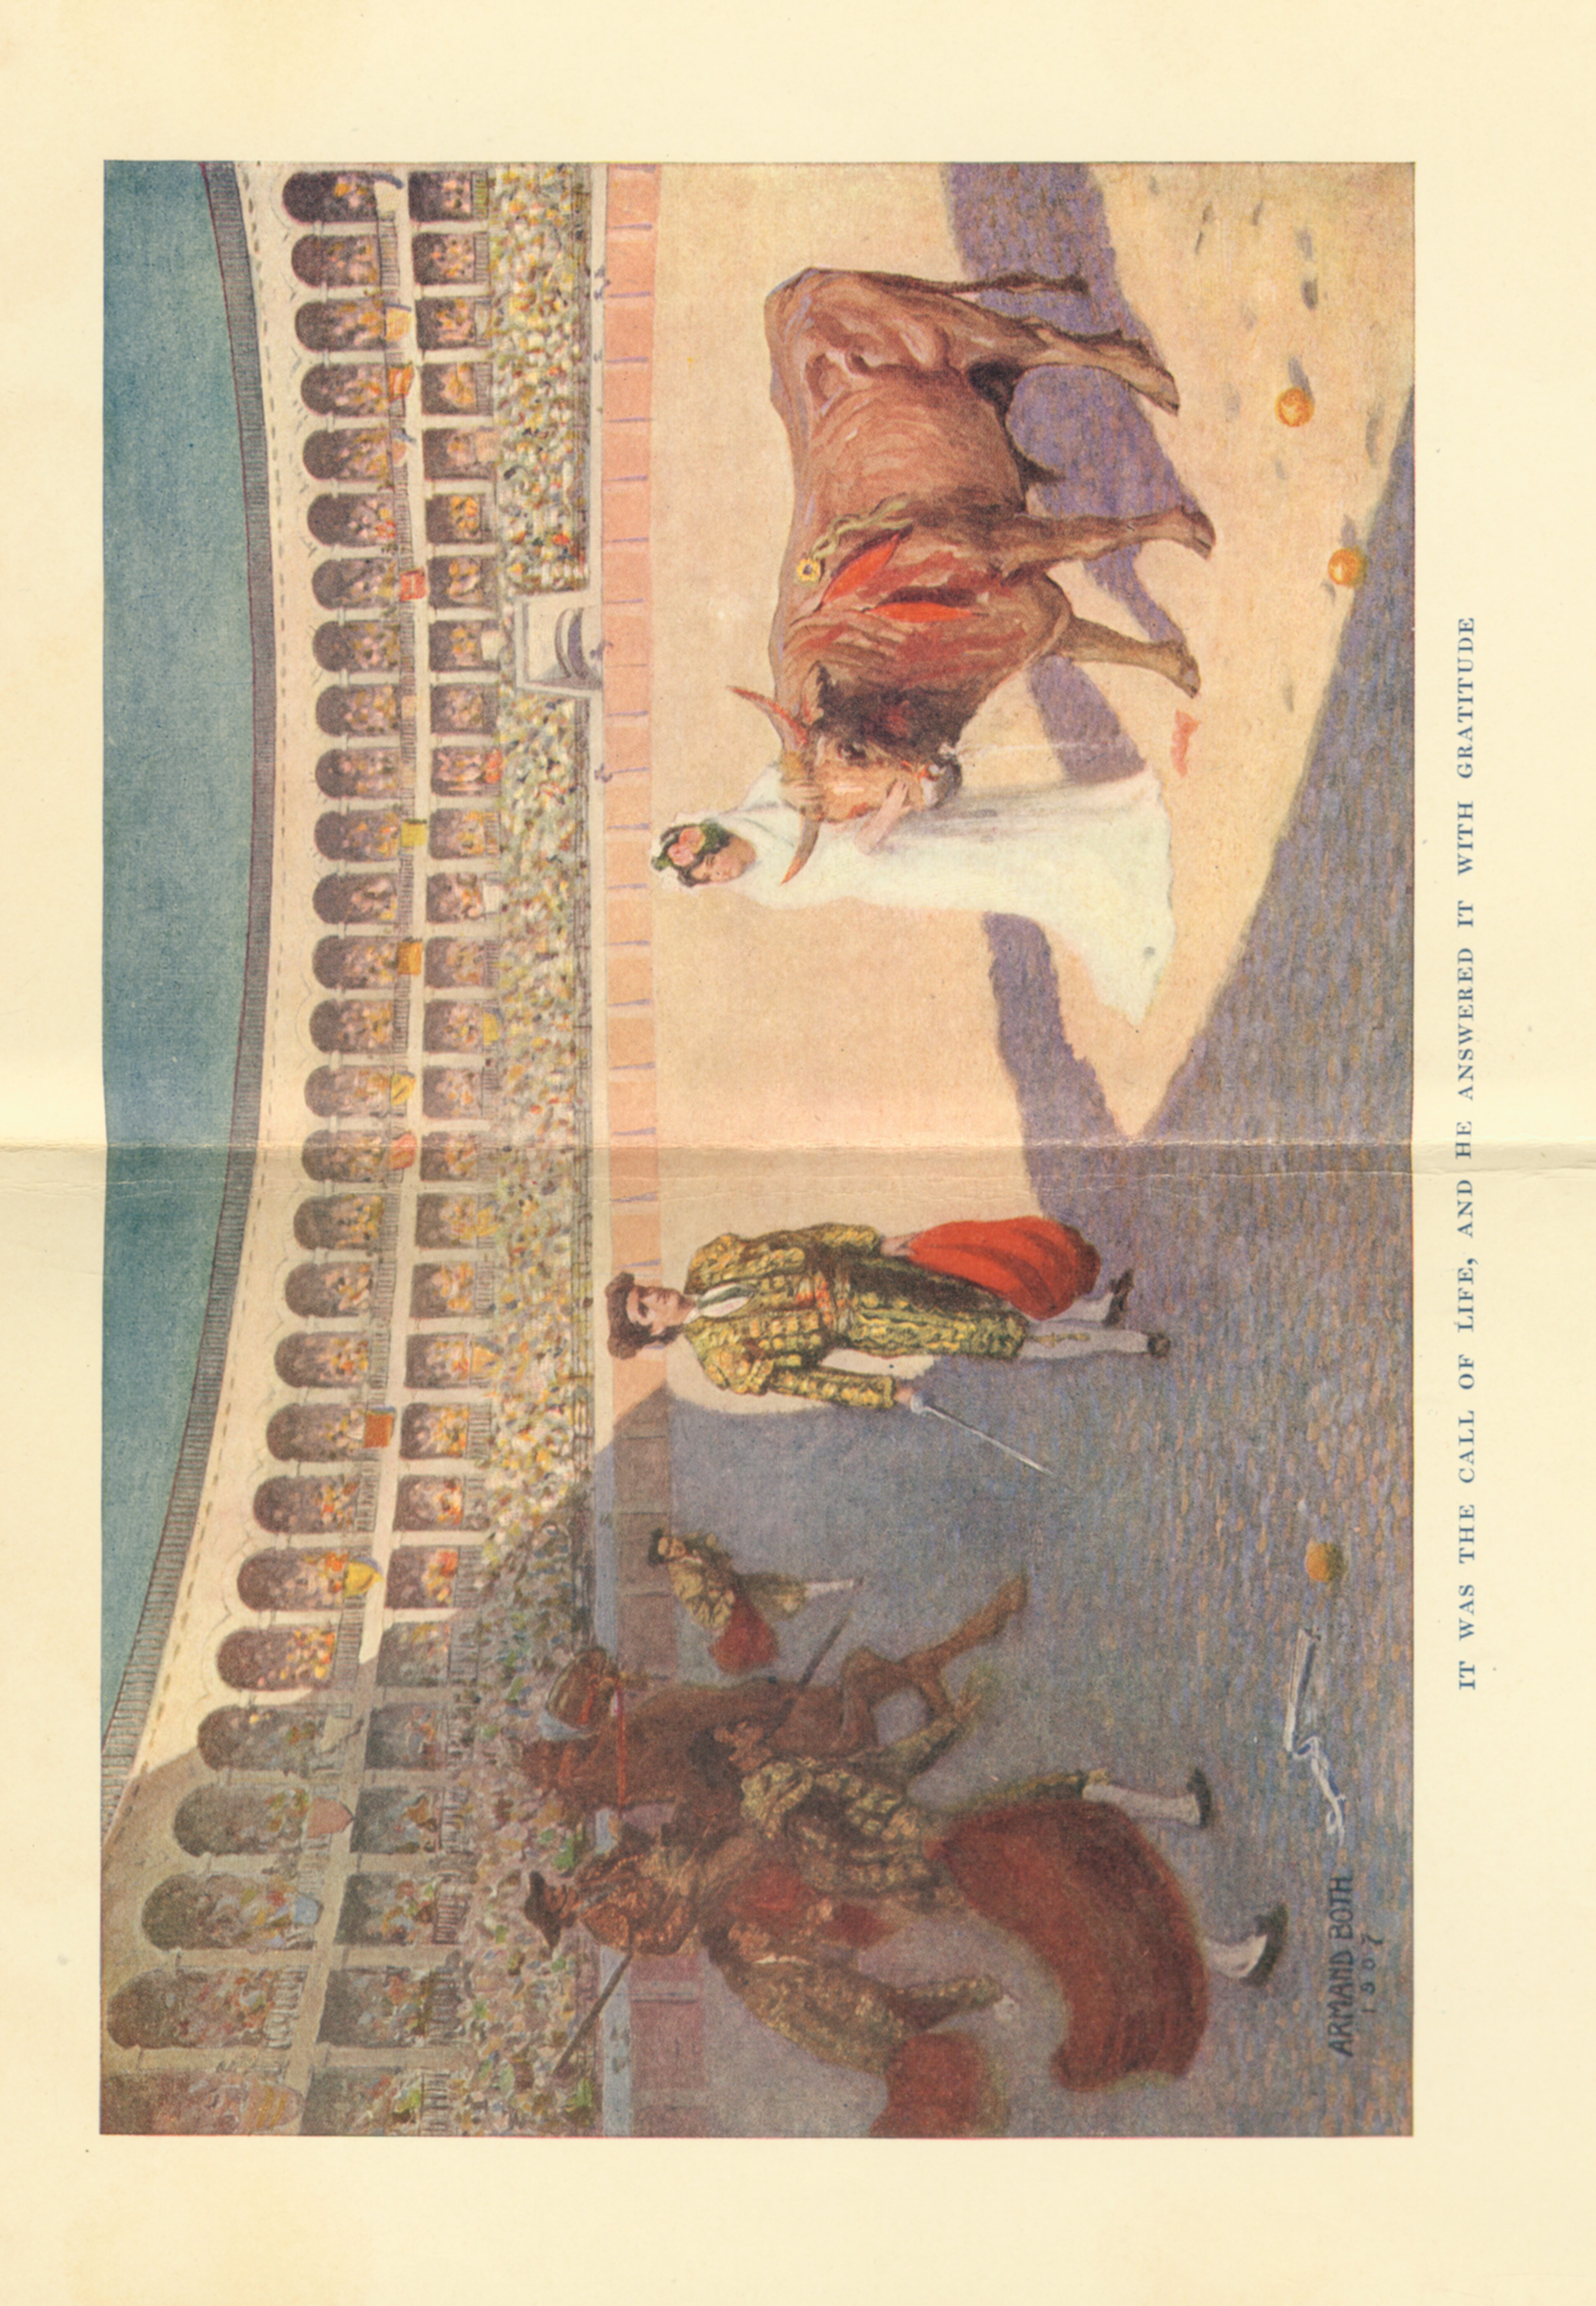 ARMAND BOTH
1907
IT WAS THE CALL OF LIFE, AND HE ANSWERED IT WITH GRATITUDE